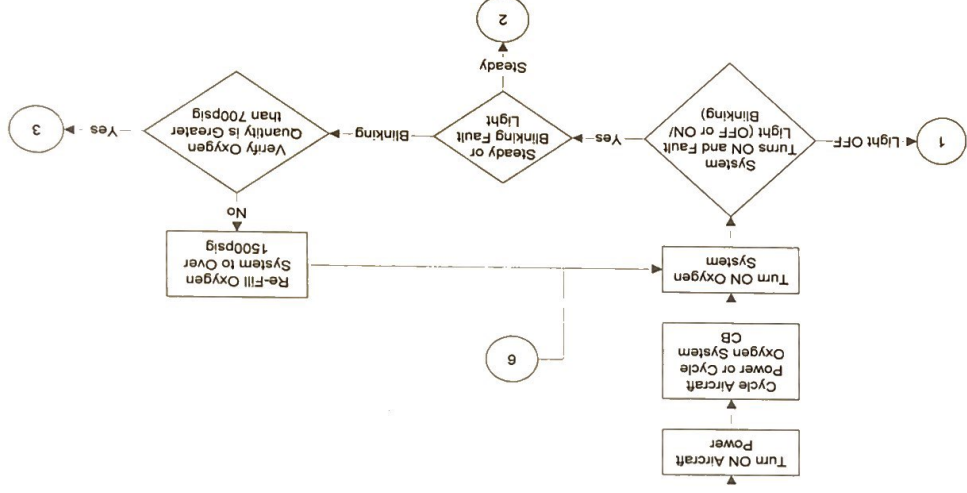 Turn ON Aircraft
Power
Cycle Aircraft
Power or Cycle
Oxygen System
CB
6
Turn ON Oxygen
System
Re-Fill Oxygen
System to Over
1500psig
No
1
Light OFF
System
Turns ON and Fault
Light (OFF or ON/
Blinking)
Yes
Steady or
Blinking Fault
Light
Blinking
Verify Oxygen
Quantity is Greater
than 700psig
Yes
3
Steady
2